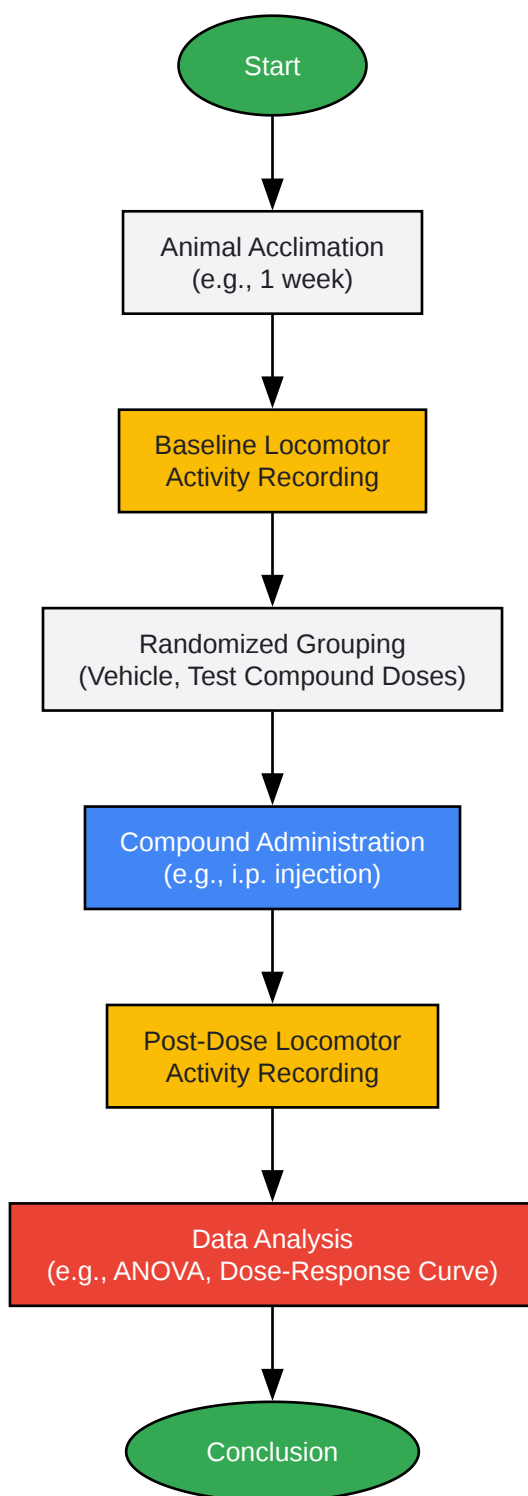 Start
Animal Acclimation
(e.g., 1 week)
Baseline Locomotor
Activity Recording
Randomized Grouping
(Vehicle, Test Compound Doses)
Compound Administration
(e.g., i.p. injection)
Post-Dose Locomotor
Activity Recording
Data Analysis
(e.g., ANOVA, Dose-Response Curve)
Conclusion